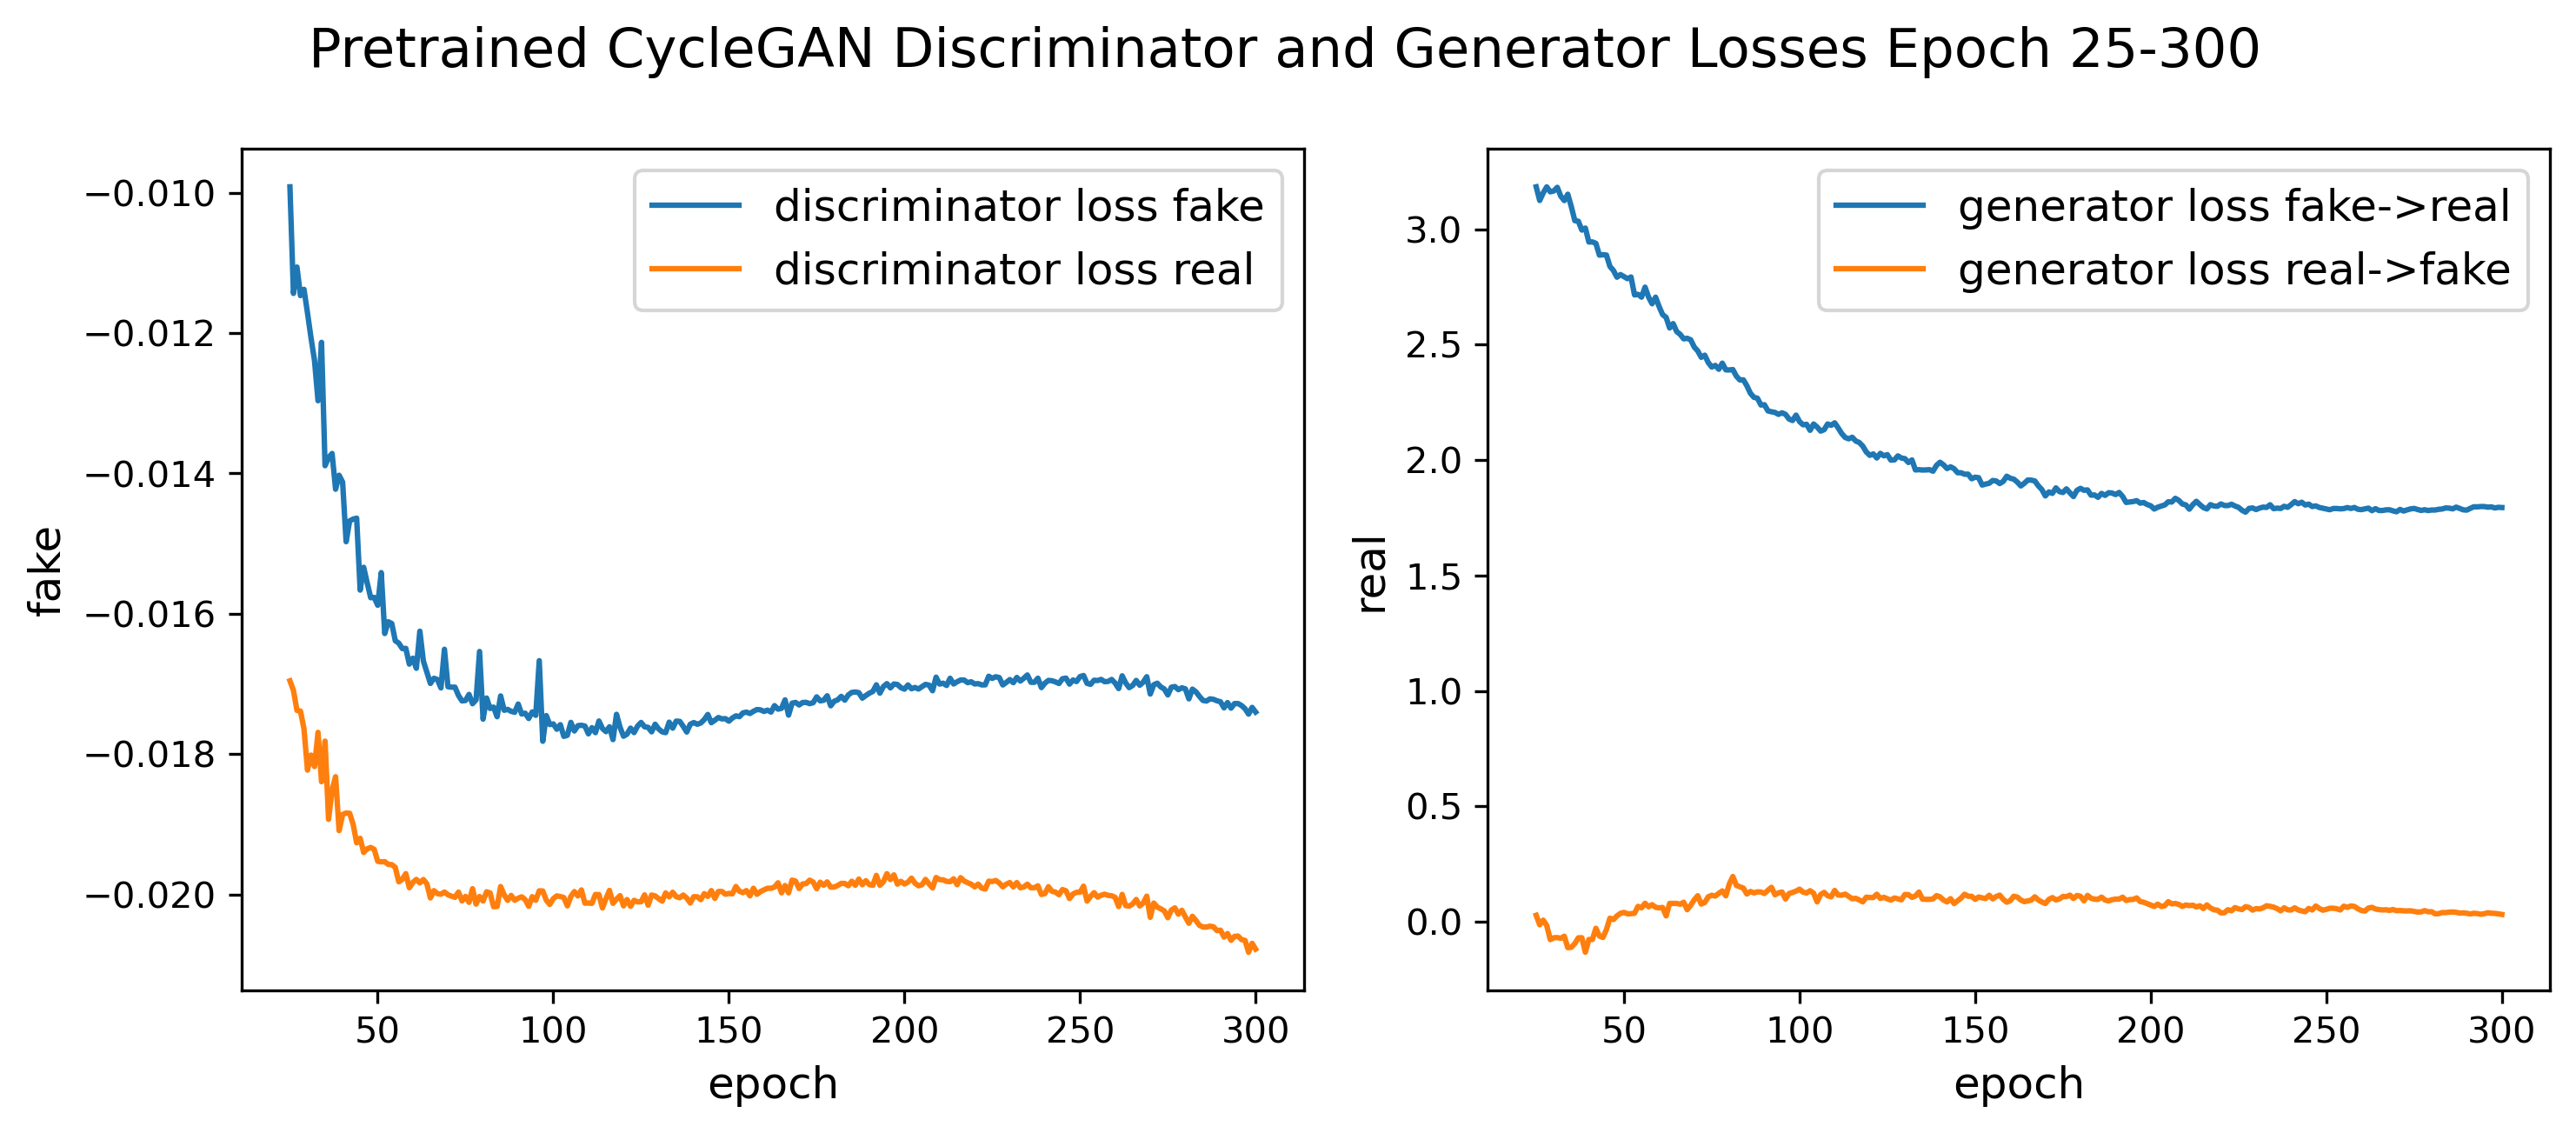 Pretrained CycleGAN Discriminator and Generator Losses Epoch 25-300
fake
−0.010
−0.012
−0.014
−0.016
−0.018
−0.020
discriminator loss fake
discriminator loss real
50 100 150 200 250 300
epoch
real
3.0
2.5
2.0
1.5
1.0
0.5
0.0
generator loss fake->real
generator loss real->fake
50 100 150 200 250 300
epoch